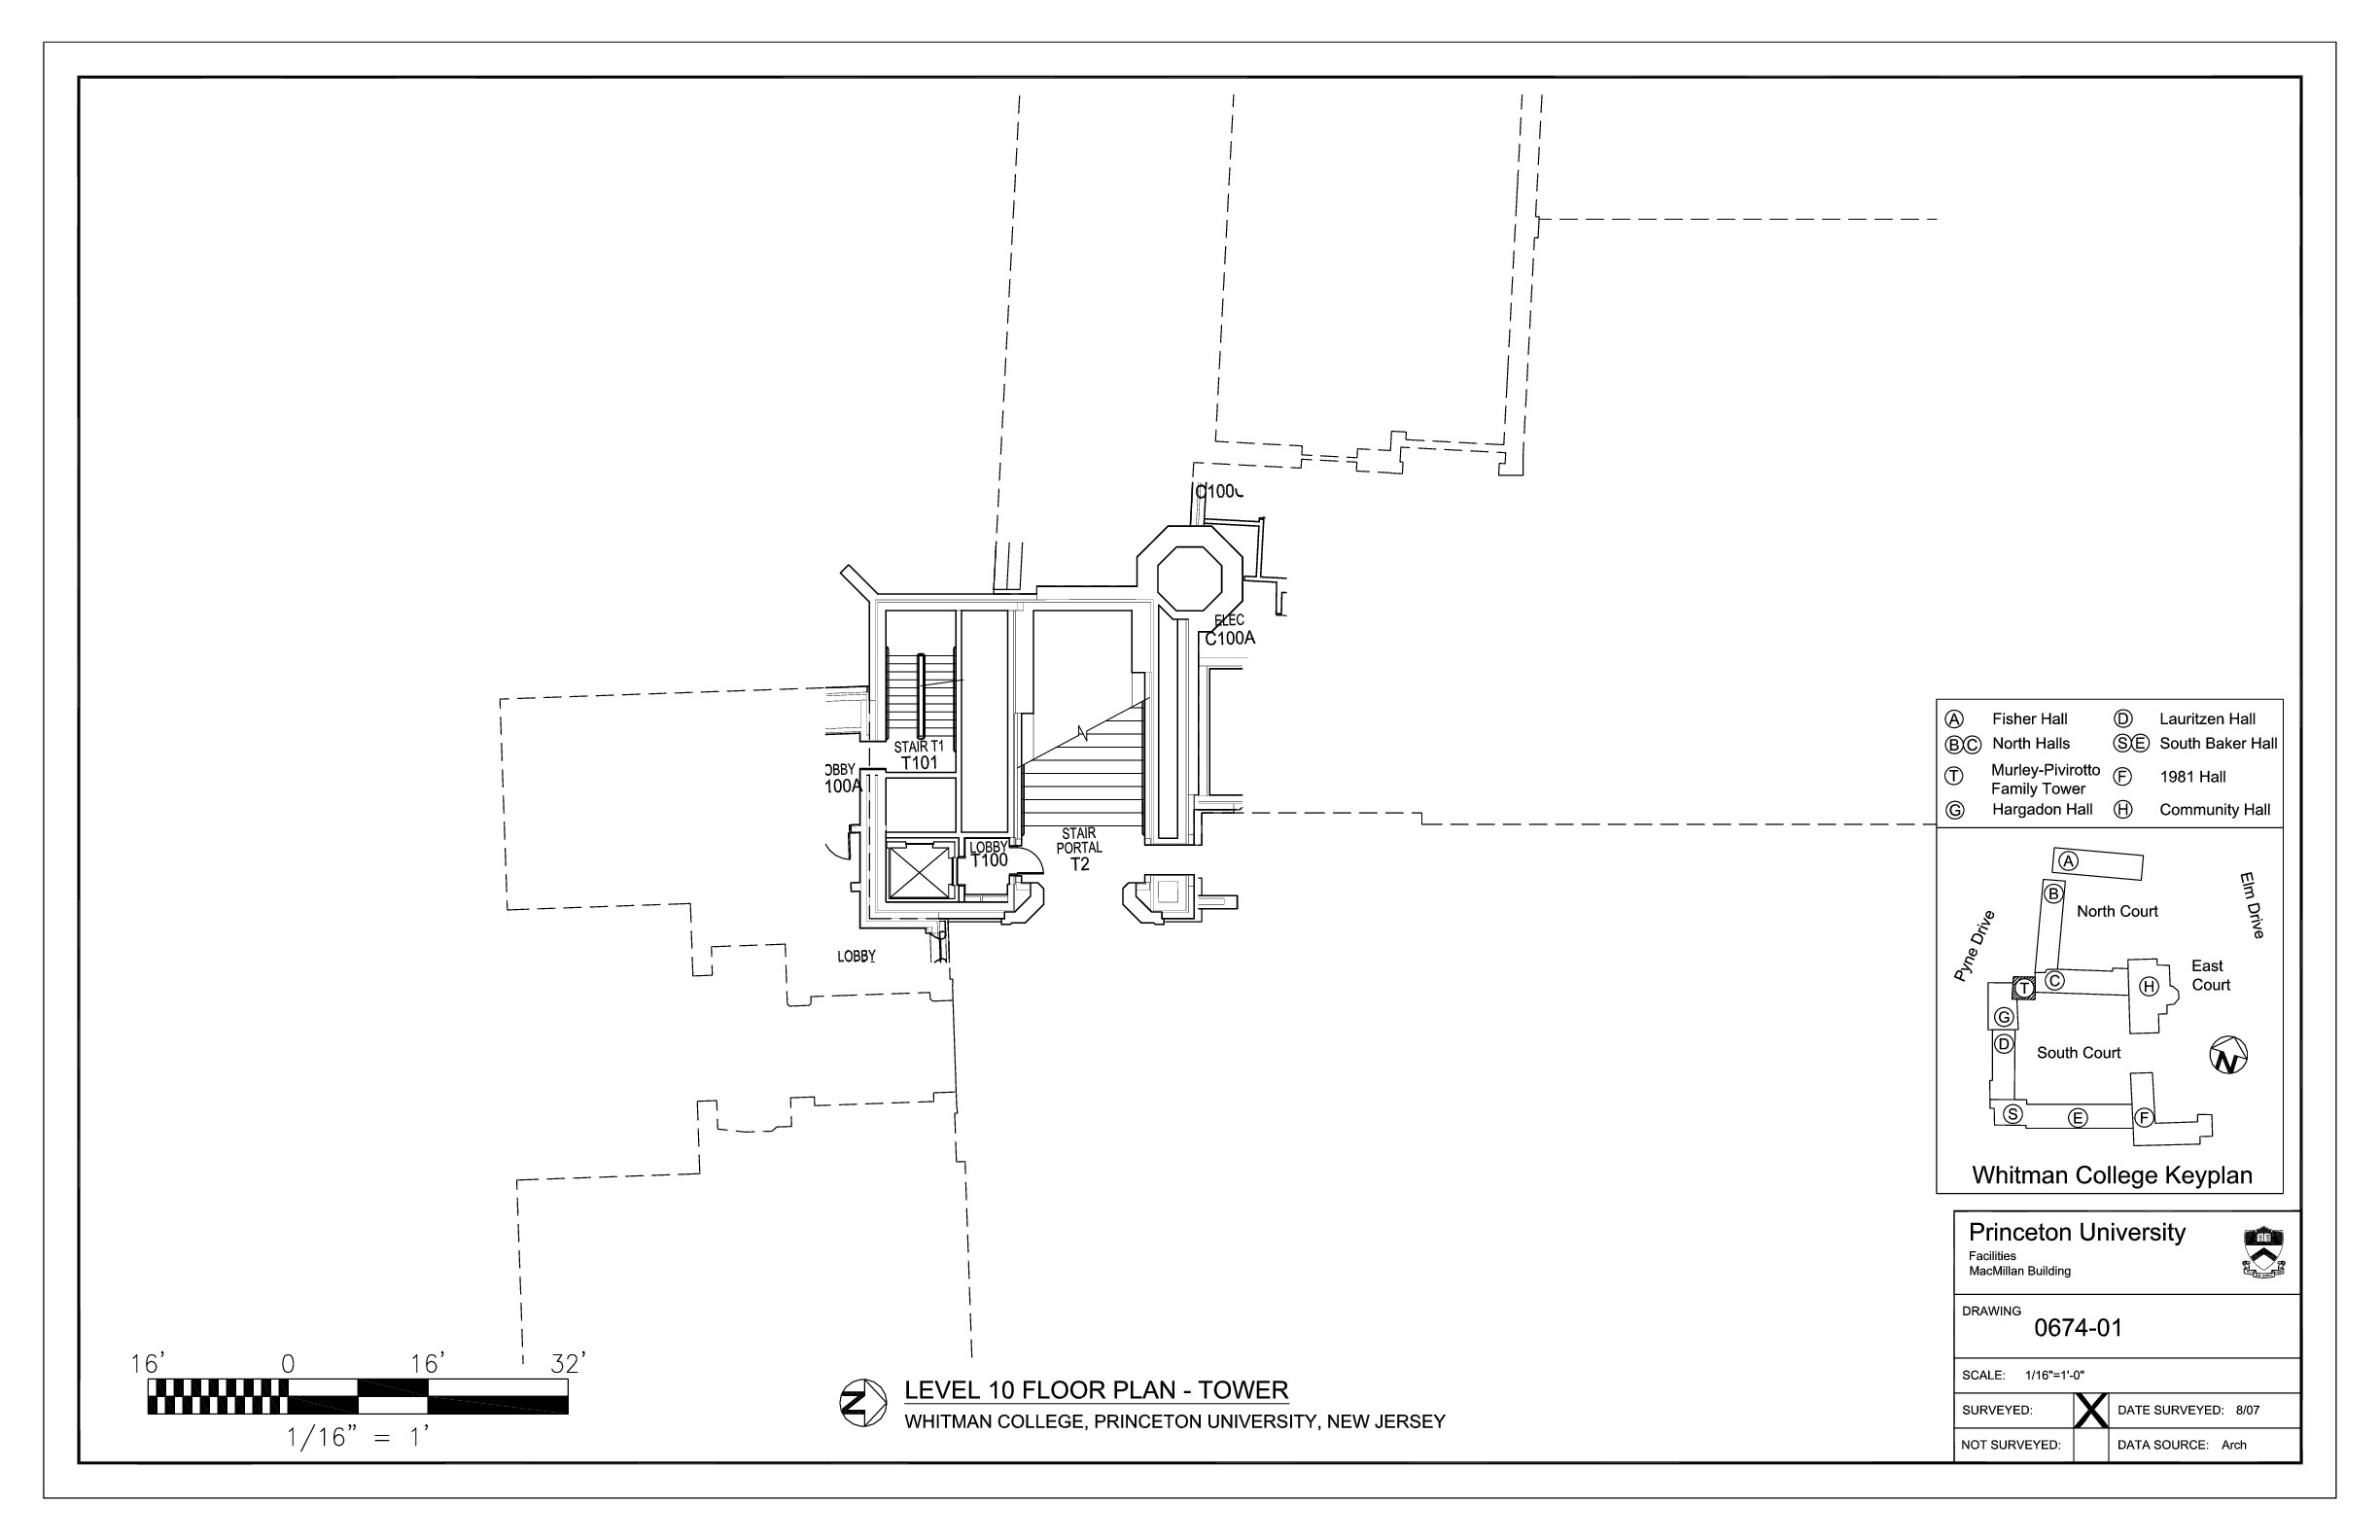 C100
ELEC
C100A
STAIR T1
T101
OBBY
100A
LOBBY
T100
STAIR
PORTAL
T2
LOBBY
A Fisher Hall D Lauritzen Hall
B C North Halls S E South Baker Hall
T Murley-Pivirotto
Family Tower F 1981 Hall
G Hargadon Hall H Community Hall
A
B
North Court
Elm Drive
Pyne Drive
East
Court
T
C
H
G
D
South Court
N
S
E
F
Whitman College Keyplan
Princeton University
Facilities
MacMillan Building
DRAWING
0674-01
SCALE: 1/16"=1'-0"
SURVEYED: X DATE SURVEYED: 8/07
NOT SURVEYED: DATA SOURCE: Arch
16' 0 16' 32'
1/16" = 1'
N
LEVEL 10 FLOOR PLAN - TOWER
WHITMAN COLLEGE, PRINCETON UNIVERSITY, NEW JERSEY